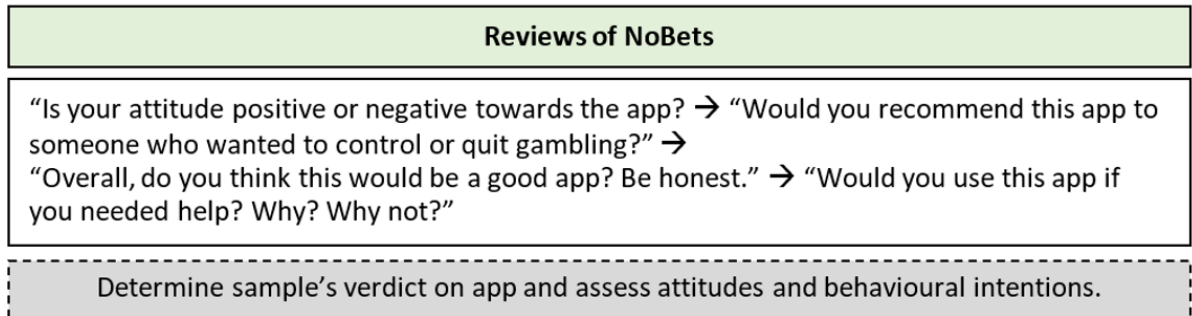 Reviews of NoBets
“Is your attitude positive or negative towards the app? → “Would you recommend this app to
someone who wanted to control or quit gambling?” →
“Overall, do you think this would be a good app? Be honest.” → “Would you use this app if
you needed help? Why? Why not?”
Determine sample’s verdict on app and assess attitudes and behavioural intentions.